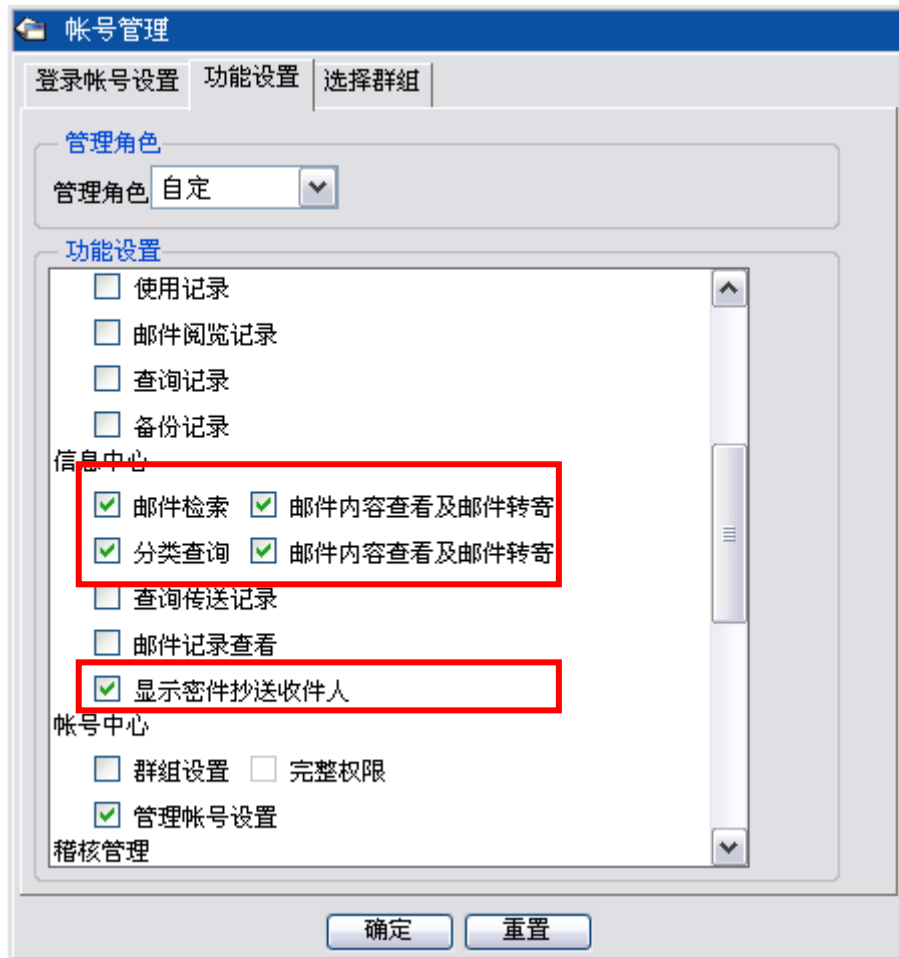 帐号管理
登录帐号设置 功能设置 选择群组
管理角色
管理角色 自定
功能设置
使用记录
邮件阅览记录
查询记录
备份记录
信息中心
邮件检索 邮件内容查看及邮件转寄
分类查询 邮件内容查看及邮件转寄
查询传送记录
邮件记录查看
显示密件抄送收件人
帐号中心
群组设置 完整权限
管理帐号设置
稽核管理
确定 重置